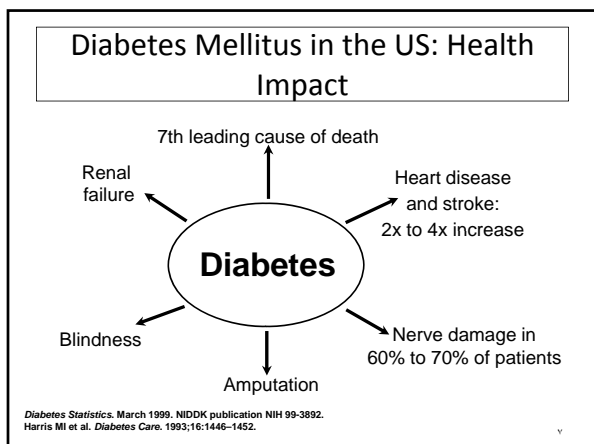 Diabetes Mellitus in the US: Health
Impact
7th leading cause of death
Renal
failure
Heart disease
and stroke:
2x to 4x increase
Diabetes
Blindness
Nerve damage in
60% to 70% of patients
Amputation
Diabetes Statistics. March 1999. NIDDK publication NIH 99-3892.
Harris MI et al. Diabetes Care. 1993;16:1446–1452.
٧